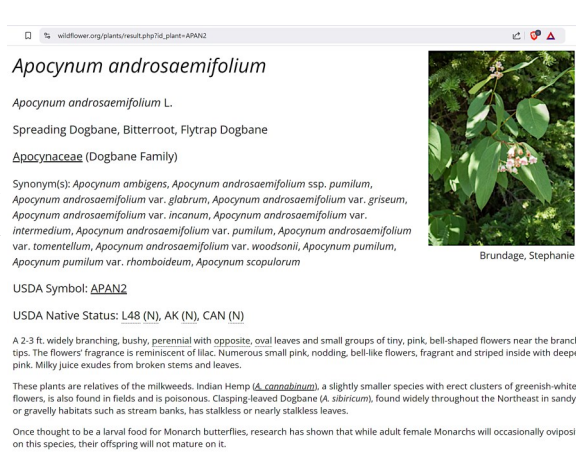 wildflower.org/plants/result.php?id_plant=APAN2
Apocynum androsaemifolium
Apocynum androsaemifolium L.
Spreading Dogbane, Bitterroot, Flytrap Dogbane
Apocynaceae (Dogbane Family)
Synonym(s): Apocynum ambigens, Apocynum androsaemifolium ssp. pumilum,
Apocynum androsaemifolium var. glabrum, Apocynum androsaemifolium var. griseum,
Apocynum androsaemifolium var. incanum, Apocynum androsaemifolium var.
intermedium, Apocynum androsaemifolium var. pumilum, Apocynum androsaemifolium
var. tomentellum, Apocynum androsaemifolium var. woodsonii, Apocynum pumilum,
Apocynum pumilum var. rhomboideum, Apocynum scopulorum
Brundage, Stephanie
USDA Symbol: APAN2
USDA Native Status: L48 (N), AK (N), CAN (N)
A 2-3 ft. widely branching, bushy, perennial with opposite, oval leaves and small groups of tiny, pink, bell-shaped flowers near the branch
tips. The flowers' fragrance is reminiscent of lilac. Numerous small pink, nodding, bell-like flowers, fragrant and striped inside with deepe
pink. Milky juice exudes from broken stems and leaves.
These plants are relatives of the milkweeds. Indian Hemp (A. cannabinum), a slightly smaller species with erect clusters of greenish-white
flowers, is also found in fields and is poisonous. Clasping-leaved Dogbane (A. sibiricum), found widely throughout the Northeast in sandy
or gravelly habitats such as stream banks, has stalkless or nearly stalkless leaves.
Once thought to be a larval food for Monarch butterflies, research has shown that while adult female Monarchs will occasionally oviposi
on this species, their offspring will not mature on it.